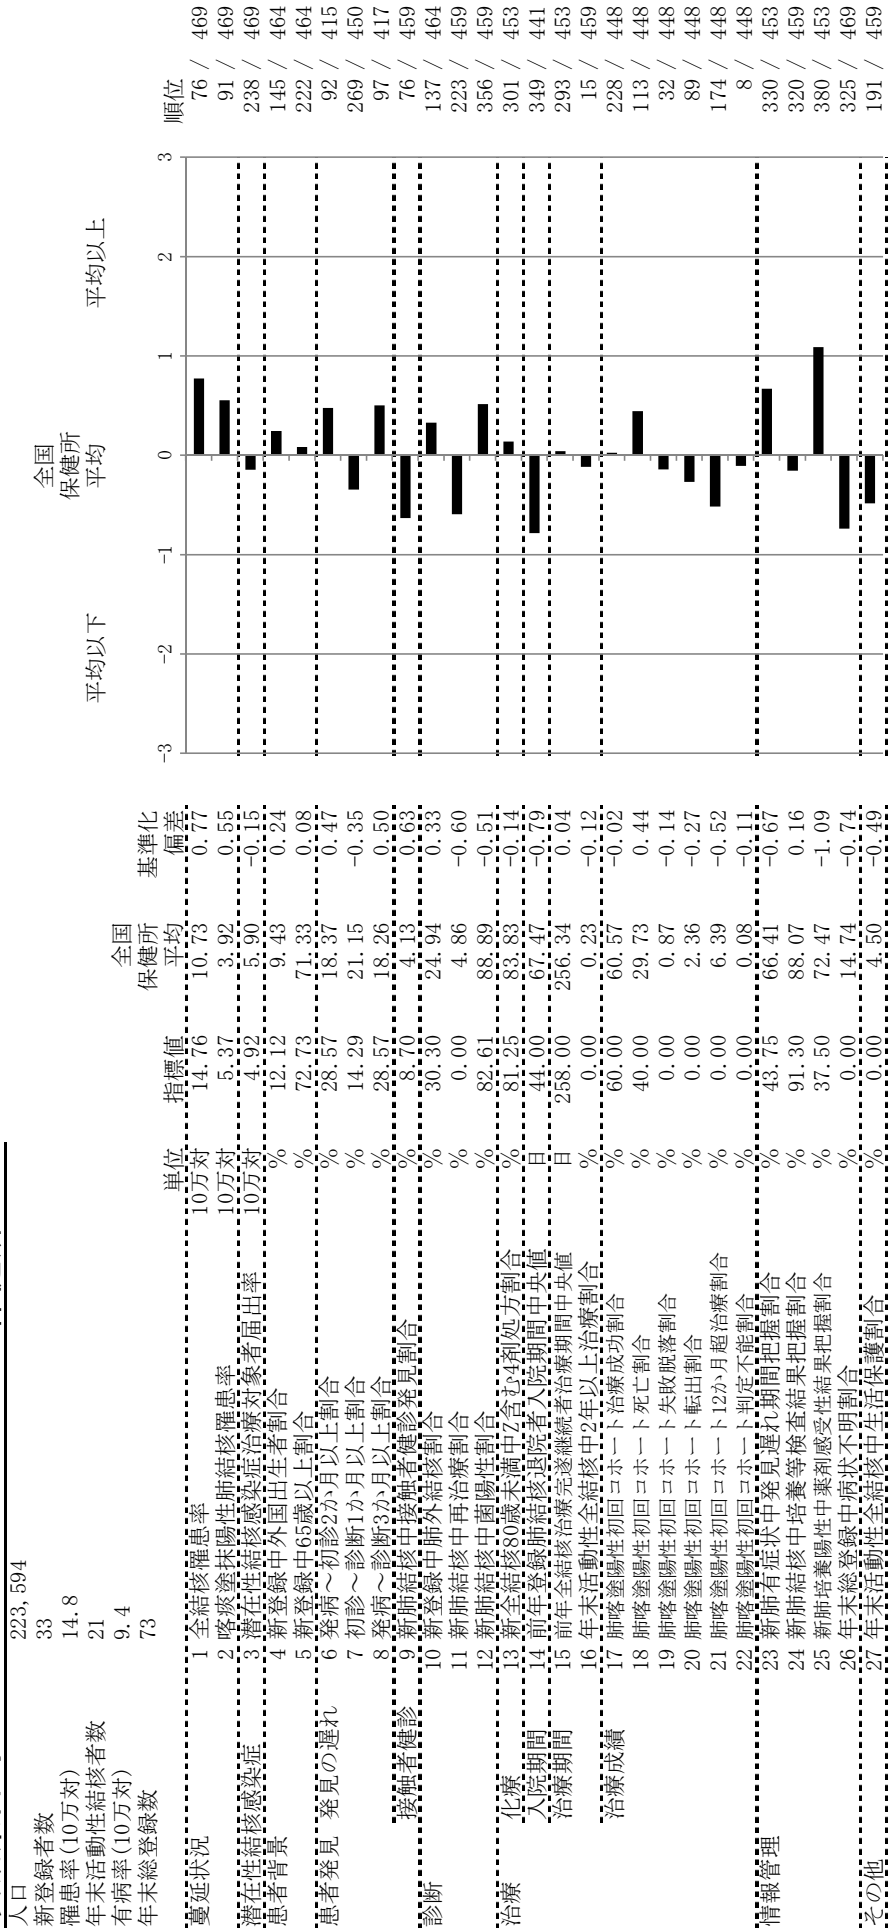 人口 223,594
新登録者数 33
罹患率(10万対) 14.8
年末活動性結核者数 21
有病率(10万対) 9.4
年末総登録数 73
単位 指標値 全国保健所平均 基準化偏差 平均以下 全国保健所平均 平均以上 順位
-3 -2 -1 0 1 2 3
蔓延状況 1 全結核罹患率 10万対 14.76 10.73 0.77 76 / 469
2 喀痰塗抹陽性肺結核罹患率 10万対 5.37 3.92 0.55 91 / 469
潜在性結核感染症 3 潜在性結核感染症治療対象者届出率 10万対 4.92 5.90 -0.15 238 / 469
患者背景 4 新登録中外国出生者割合 % 12.12 9.43 0.24 145 / 464
5 新登録中65歳以上割合 % 72.73 71.33 0.08 222 / 464
患者発見 発見の遅れ 6 発病～初診2か月以上割合 % 28.57 18.37 0.47 92 / 415
7 初診～診断1か月以上割合 % 14.29 21.15 -0.35 269 / 450
8 発病～診断3か月以上割合 % 28.57 18.26 0.50 97 / 417
接触者健診 9 新肺結核中接触者健診発見割合 % 8.70 4.13 0.63 76 / 459
診断 10 新登録中肺外結核割合 % 30.30 24.94 0.33 137 / 464
11 新肺結核中再治療割合 % 0.00 4.86 -0.60 223 / 459
12 新肺結核中菌陽性割合 % 82.61 88.89 -0.51 356 / 459
治療 化療 13 新全結核80歳未満中Z含む4剤処方割合 % 81.25 83.83 -0.14 301 / 453
入院期間 14 前年登録肺結核退院者入院期間中央値 日 44.00 67.47 -0.79 349 / 441
治療期間 15 前年全結核治療完遂継続者治療期間中央値 日 258.00 256.34 0.04 293 / 453
16 年末活動性全結核中2年以上治療割合 % 0.00 0.23 -0.12 15 / 459
治療成績 17 肺喀塗陽性初回コホート治療成功割合 % 60.00 60.57 -0.02 228 / 448
18 肺喀塗陽性初回コホート死亡割合 % 40.00 29.73 0.44 113 / 448
19 肺喀塗陽性初回コホート失敗脱落割合 % 0.00 0.87 -0.14 32 / 448
20 肺喀塗陽性初回コホート転出割合 % 0.00 2.36 -0.27 89 / 448
21 肺喀塗陽性初回コホート12か月超治療割合 % 0.00 6.39 -0.52 174 / 448
22 肺喀塗陽性初回コホート判定不能割合 % 0.00 0.08 -0.11 8 / 448
情報管理 23 新肺有症状中発見遅れ期間把握割合 % 43.75 66.41 -0.67 330 / 453
24 新肺結核中培養等検査結果把握割合 % 91.30 88.07 0.16 320 / 459
25 新肺培養陽性中薬剤感受性結果把握割合 % 37.50 72.47 -1.09 380 / 453
26 年末総登録中病状不明割合 % 0.00 14.74 -0.74 325 / 469
その他 27 年末活動性全結核中生活保護割合 % 0.00 4.50 -0.49 191 / 459